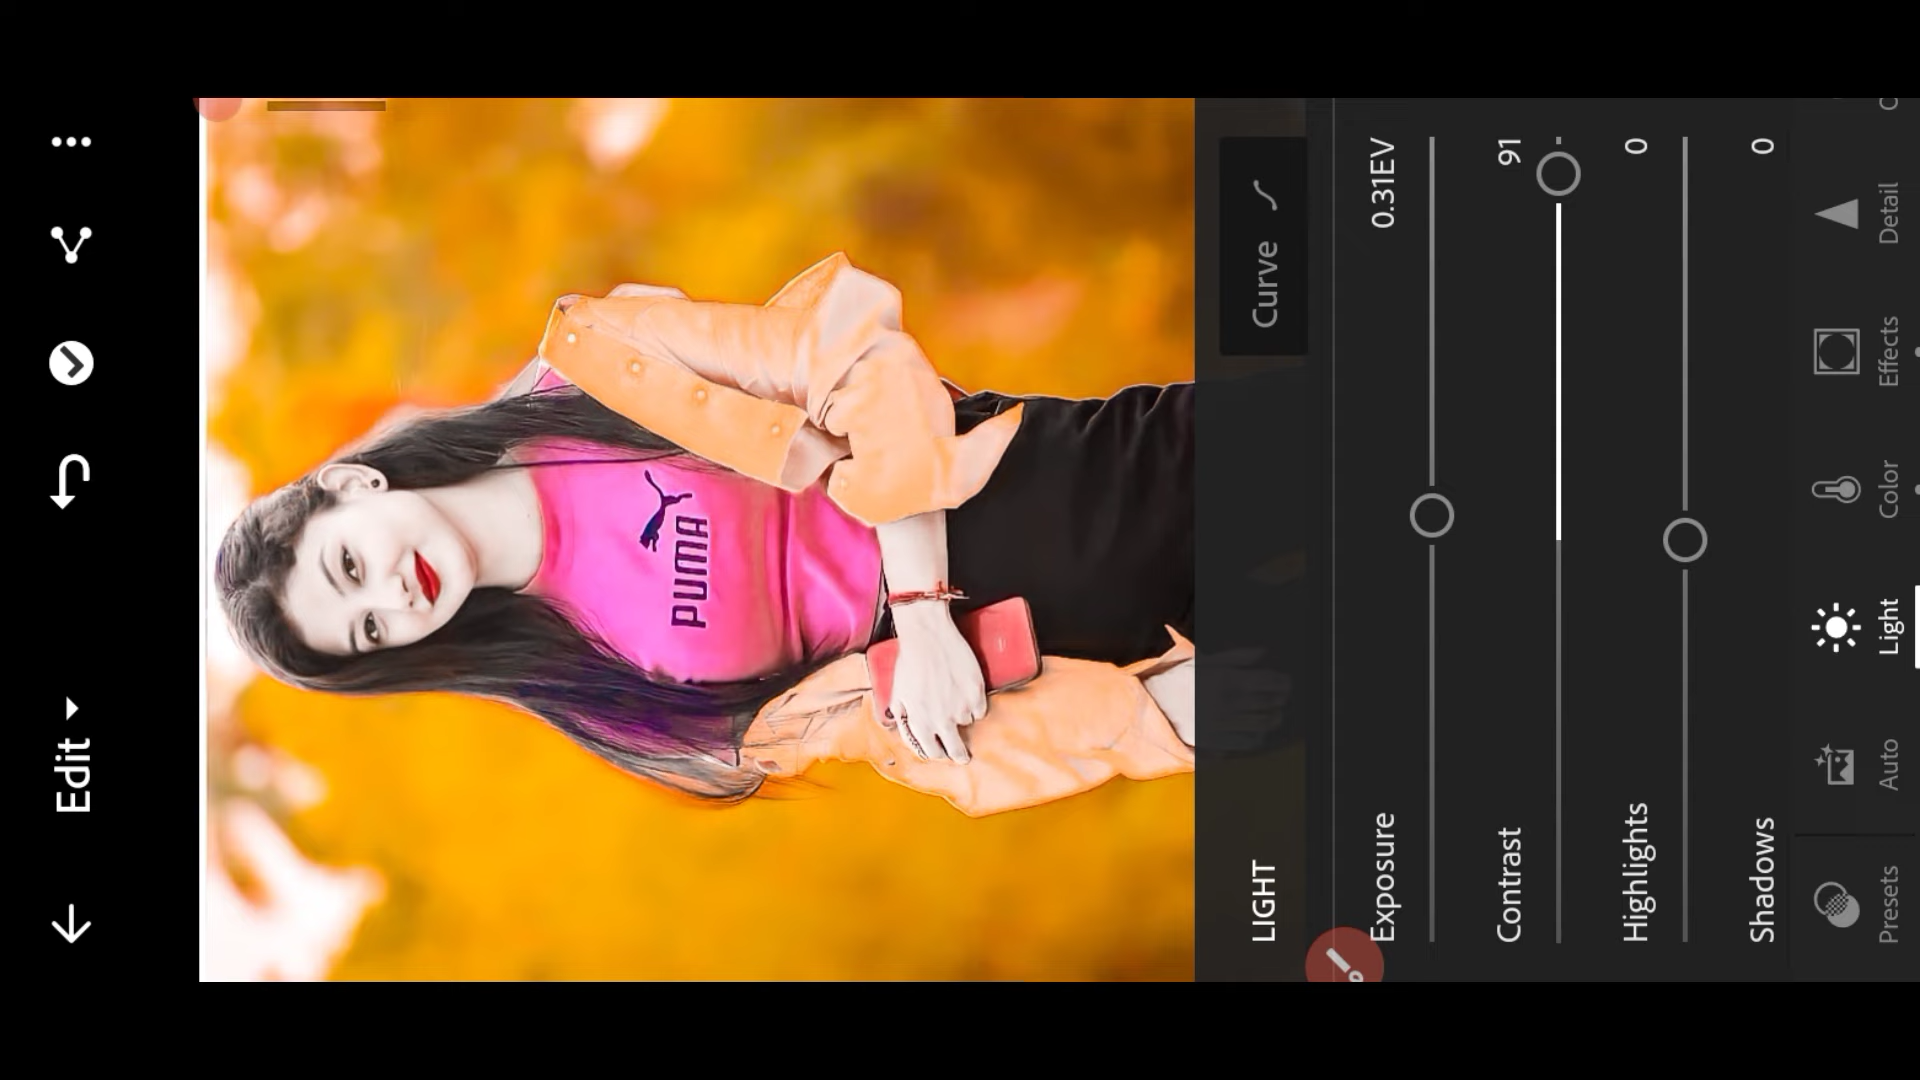 Edit
PUMA
LIGHT
Curve
Exposure
0.31EV
Contrast
91
Highlights
0
Shadows
0
Presets
Auto
Light
Color
Effects
Detail